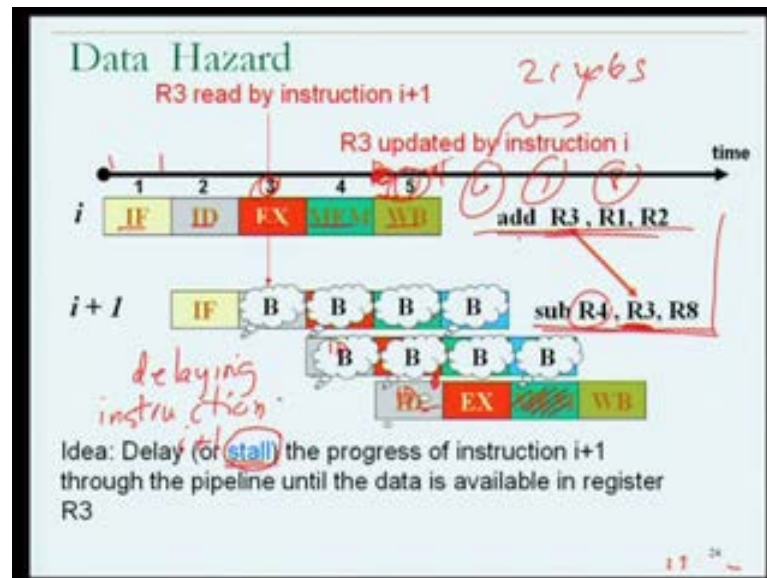 Data Hazard
2 cycles
R3 read by instruction i+1
R3 updated by instruction i
time
1 2 3 4 5 6 7 8
i IF ID EX MEM WB add R3 , R1, R2
i + 1 IF B B B B sub R4, R3, R8
B B B B
ID EX MEM WB
delaying
instruction
Idea: Delay (or stall) the progress of instruction i+1
through the pipeline until the data is available in register
R3